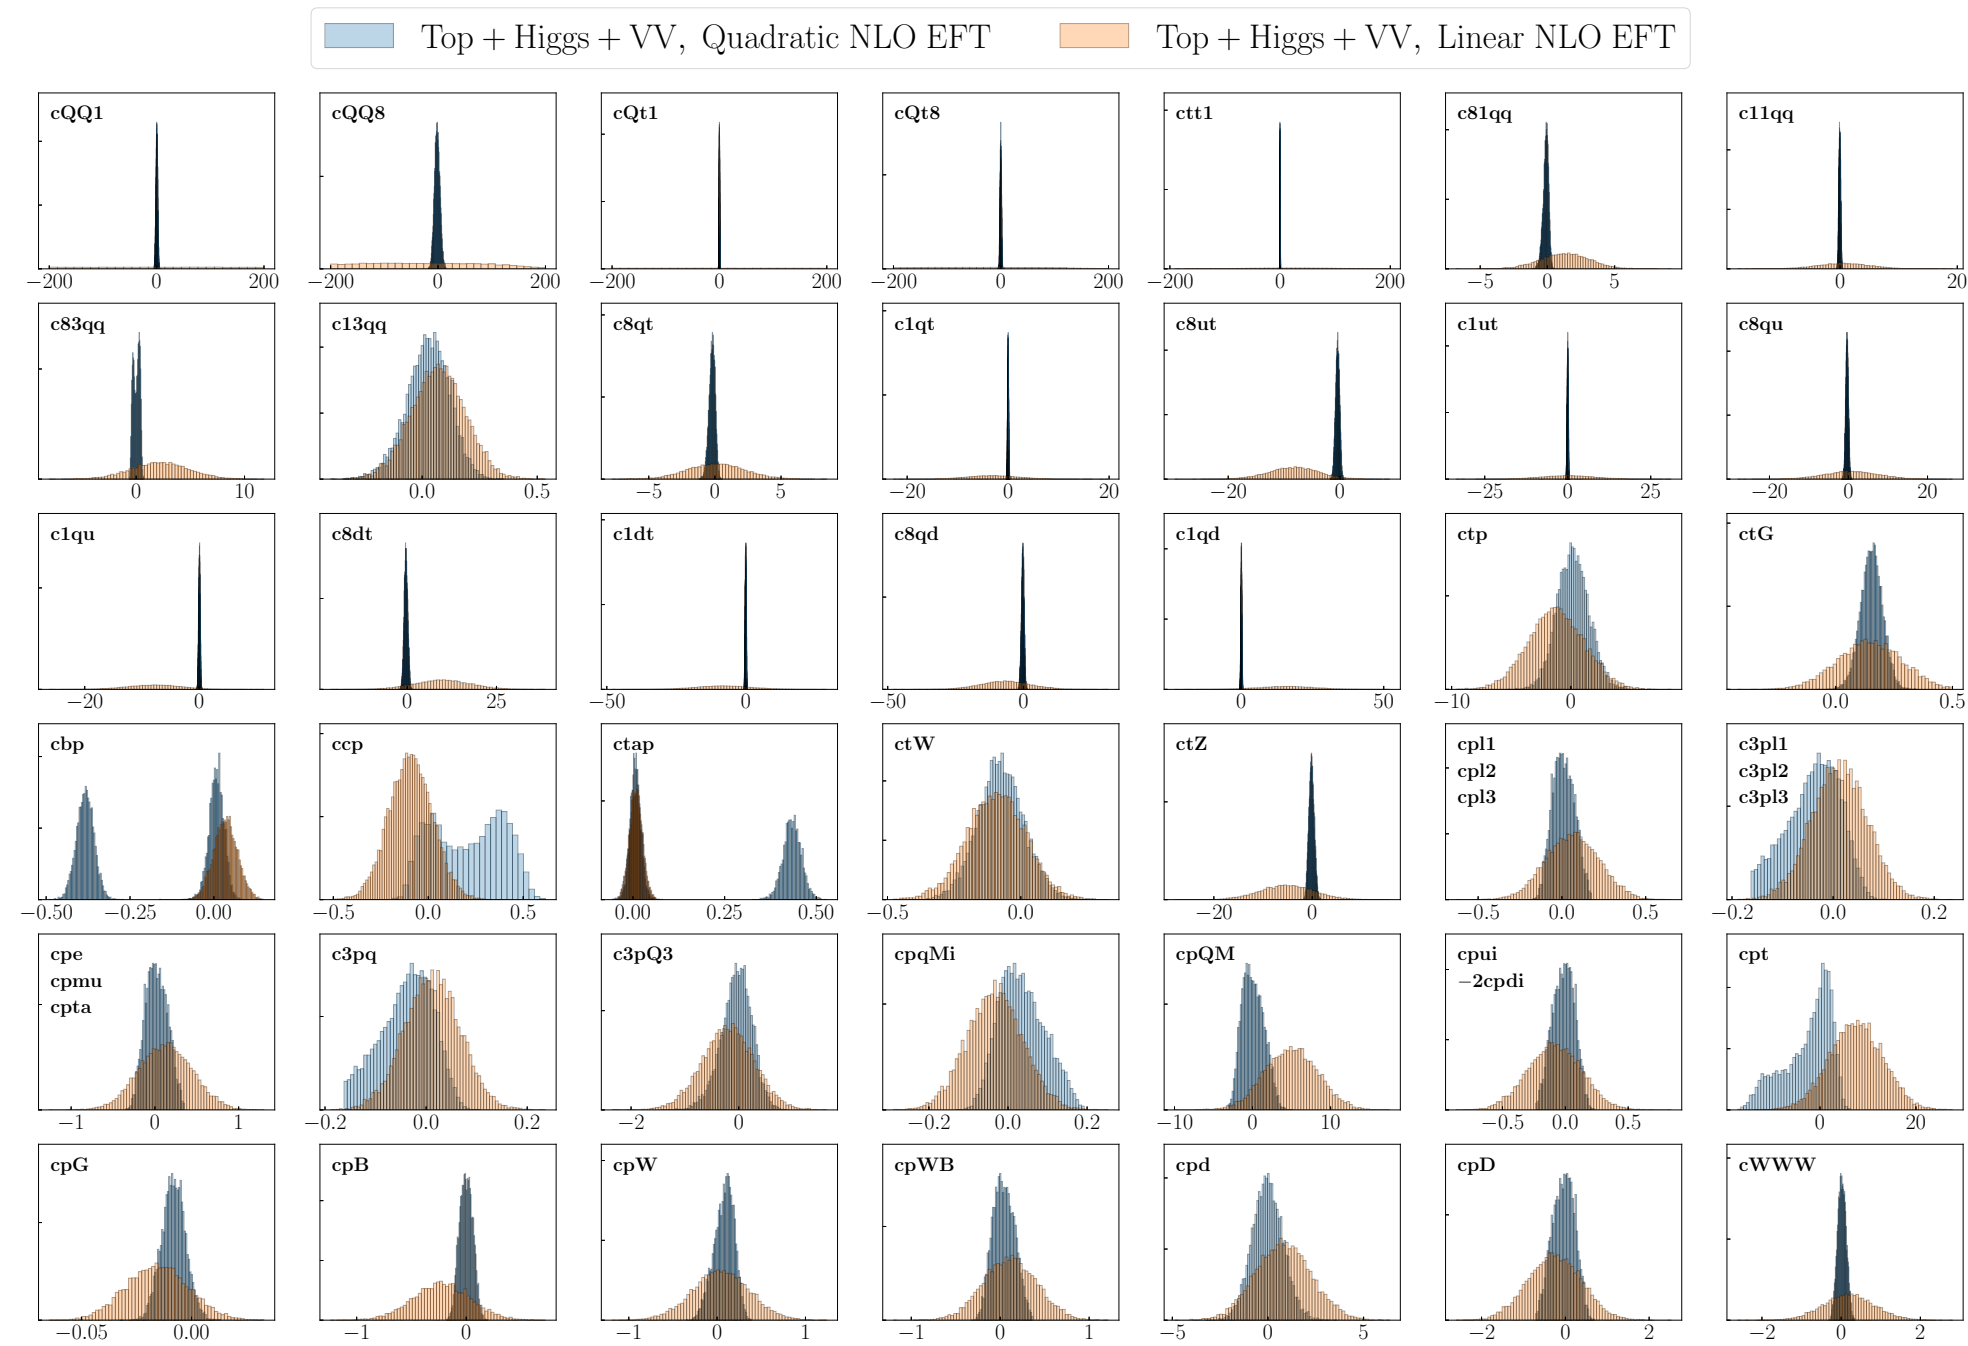 Top + Higgs + VV, Quadratic NLO EFT Top + Higgs + VV, Linear NLO EFT
cQQ1 cQQ8 cQt1 cQt8 ctt1 c81qq c11qq
−200 0 200 −200 0 200 −200 0 200 −200 0 200 −200 0 200 −5 0 5 0 20
c83qq c13qq c8qt c1qt c8ut c1ut c8qu
0 10 0.0 0.5 −5 0 5 −20 0 20 −20 0 −25 0 25 −20 0 20
c1qu c8dt c1dt c8qd c1qd ctp ctG
−20 0 0 25 −50 0 −50 0 0 50 −10 0 0.0 0.5
cbp ccp ctap ctW ctZ cpl1 c3pl1
cpl2 c3pl2
cpl3 c3pl3
−0.50 −0.25 0.00 −0.5 0.0 0.5 0.00 0.25 0.50 −0.5 0.0 −20 0 −0.5 0.0 0.5 −0.2 0.0 0.2
cpe c3pq c3pQ3 cpqMi cpQM cpui cpt
cpmu −2cpdi
cpta
−1 0 1 −0.2 0.0 0.2 −2 0 −0.2 0.0 0.2 −10 0 10 −0.5 0.0 0.5 0 20
cpG cpB cpW cpWB cpd cpD cWWW
−0.05 0.00 −1 0 −1 0 1 −1 0 1 −5 0 5 −2 0 2 −2 0 2